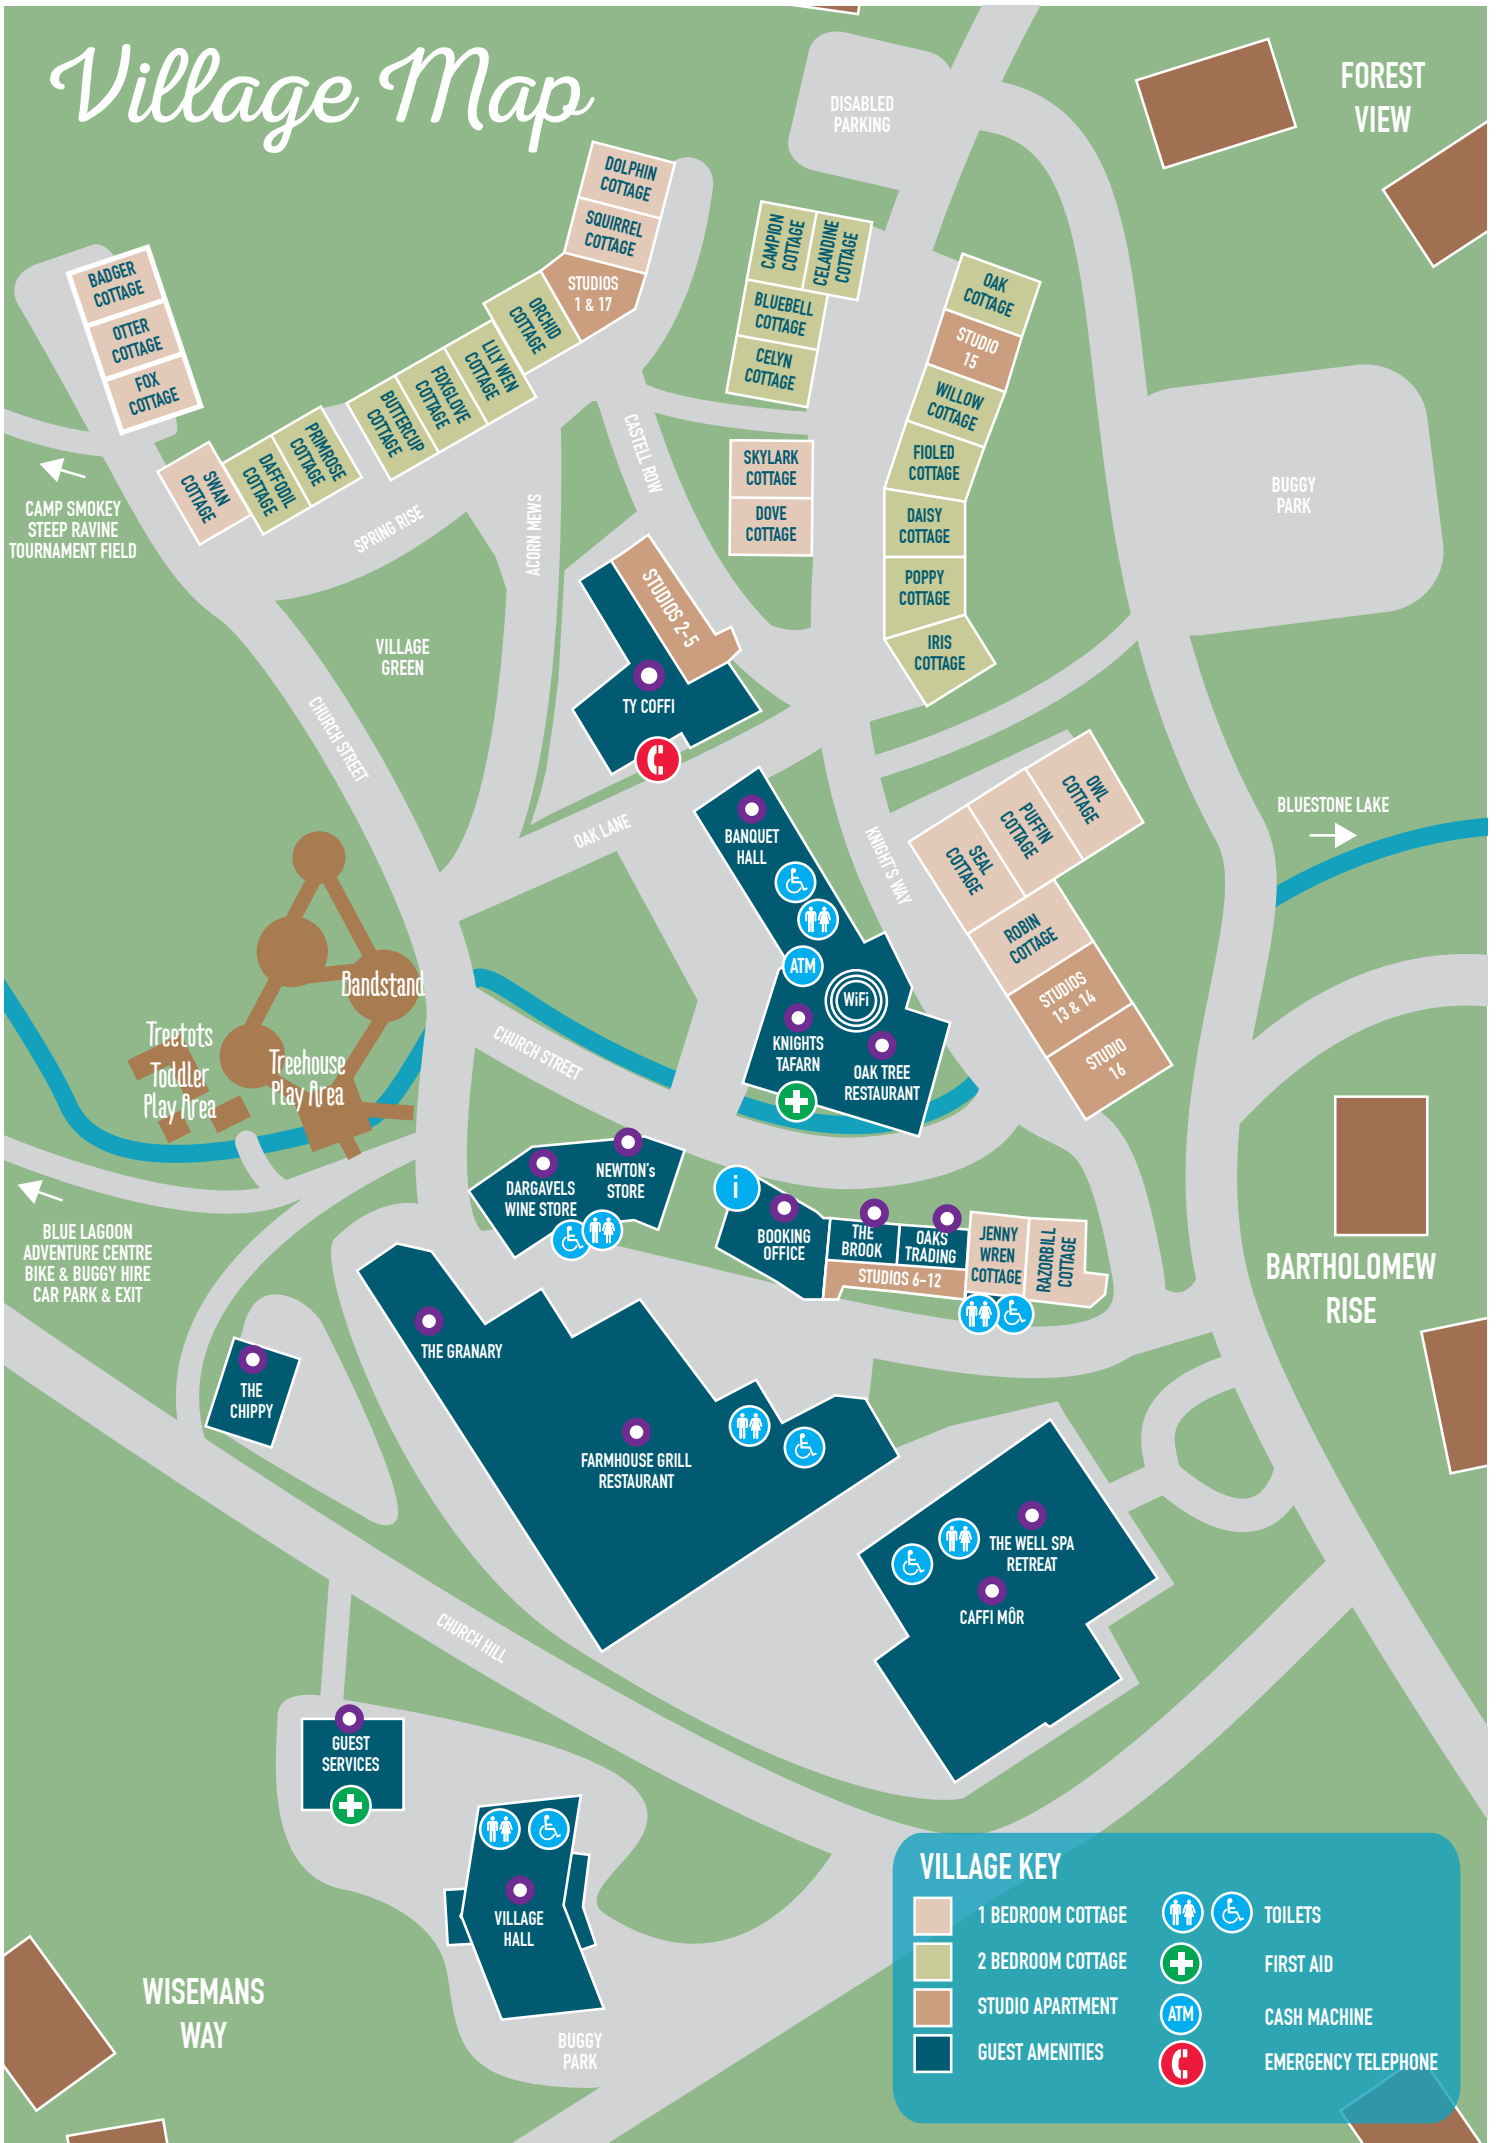 Village Map
FOREST
VIEW
DISABLED
PARKING
DOLPHIN
COTTAGE
SQUIRREL
COTTAGE
STUDIOS
1 & 17
ORCHID
COTTAGE
LILY WEN
COTTAGE
FOXGLOVE
COTTAGE
BUTTERCUP
COTTAGE
PRIMROSE
COTTAGE
DAFFODIL
COTTAGE
SWAN
COTTAGE
BADGER
COTTAGE
OTTER
COTTAGE
FOX
COTTAGE
CAMPION
COTTAGE
CELANDINE
COTTAGE
BLUEBELL
COTTAGE
CELYN
COTTAGE
OAK
COTTAGE
STUDIO
15
WILLOW
COTTAGE
FIOLED
COTTAGE
DAISY
COTTAGE
POPPY
COTTAGE
IRIS
COTTAGE
SKYLARK
COTTAGE
DOVE
COTTAGE
CAMP SMOKEY
STEEP RAVINE
TOURNAMENT FIELD
SPRING RISE
ACORN MEWS
CASTELL ROW
BUGGY
PARK
VILLAGE
GREEN
STUDIOS 2-5
TY COFFI
CHURCH STREET
OAK LANE
KNIGHT'S WAY
BLUESTONE LAKE
OWL
COTTAGE
PUFFIN
COTTAGE
SEAL
COTTAGE
ROBIN
COTTAGE
STUDIOS
13 & 14
STUDIO
16
BANQUET
HALL
ATM
WiFi
KNIGHTS
TAFARN
OAK TREE
RESTAURANT
Bandstand
Treetots
Toddler
Play Area
Treehouse
Play Area
CHURCH STREET
BLUE LAGOON
ADVENTURE CENTRE
BIKE & BUGGY HIRE
CAR PARK & EXIT
DARGAVELS
WINE STORE
NEWTON's
STORE
i
BOOKING
OFFICE
THE
BROOK
OAKS
TRADING
STUDIOS 6-12
JENNY
WREN
COTTAGE
RAZORBILL
COTTAGE
BARTHOLOMEW
RISE
THE GRANARY
THE
CHIPPY
FARMHOUSE GRILL
RESTAURANT
THE WELL SPA
RETREAT
CAFFI MÔR
CHURCH HILL
GUEST
SERVICES
VILLAGE
HALL
BUGGY
PARK
WISEMANS
WAY
VILLAGE KEY
1 BEDROOM COTTAGE
2 BEDROOM COTTAGE
STUDIO APARTMENT
GUEST AMENITIES
TOILETS
FIRST AID
ATM
CASH MACHINE
EMERGENCY TELEPHONE